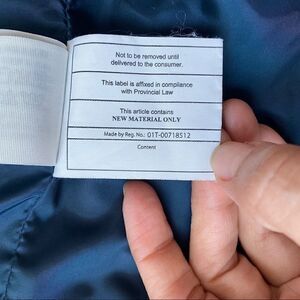 Not to be removed until
delivered to the consumer.
This label is affixed in compliance
with Provincial Law
This article contains
NEW MATERIAL ONLY
Made by Reg. No.: 01T-00718512
Content